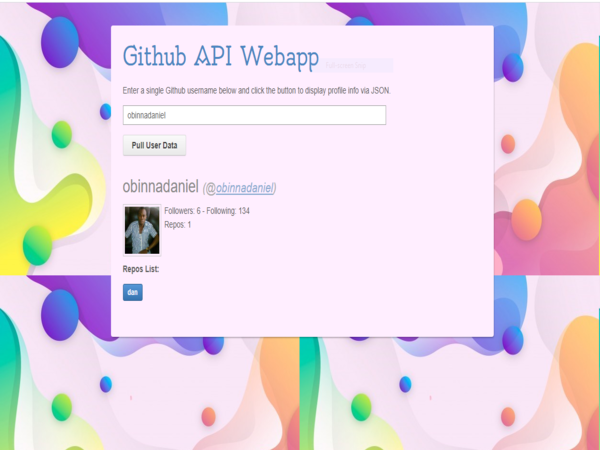 Github API Webapp
Enter a single Github username below and click the button to display profile info via JSON.
obinnadaniel
Pull User Data
obinnadaniel (@obinnadaniel)
Followers: 6 - Following: 134
Repos: 1
Repos List:
dan